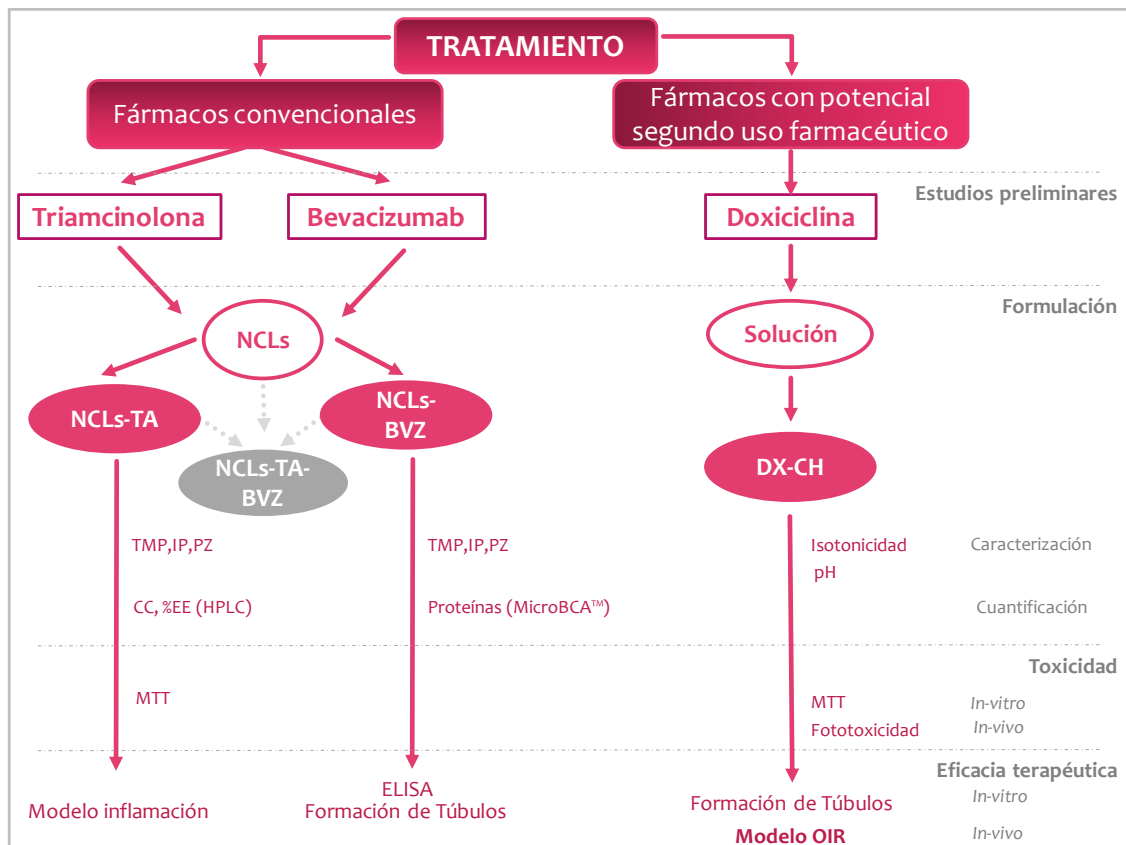 TRATAMIENTO
Fármacos convencionales
Fármacos con potencial
segundo uso farmacéutico
Estudios preliminares
Triamcinolona
Bevacizumab
Doxiciclina
Formulación
NCLs
Solución
NCLs-TA
NCLs-
BVZ
NCLs-TA-
BVZ
DX-CH
TMP,IP,PZ
TMP,IP,PZ
Isotonicidad
pH
Caracterización
CC, %EE (HPLC)
Proteínas (MicroBCA™)
Cuantificación
Toxicidad
MTT
MTT
In-vitro
Fototoxicidad
In-vivo
Eficacia terapéutica
Modelo inflamación
ELISA
Formación de Túbulos
Formación de Túbulos
In-vitro
Modelo OIR
In-vivo